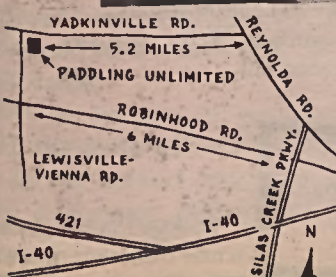 YADKINVILLE RD.
5.2 MILES
PADDLING UNLIMITED
REYNOLDA RD.
ROBINHOOD RD.
6 MILES
LEWISVILLE-
VIENNA RD.
SILAS CREEK PKWY.
421
I-40
I-40
N